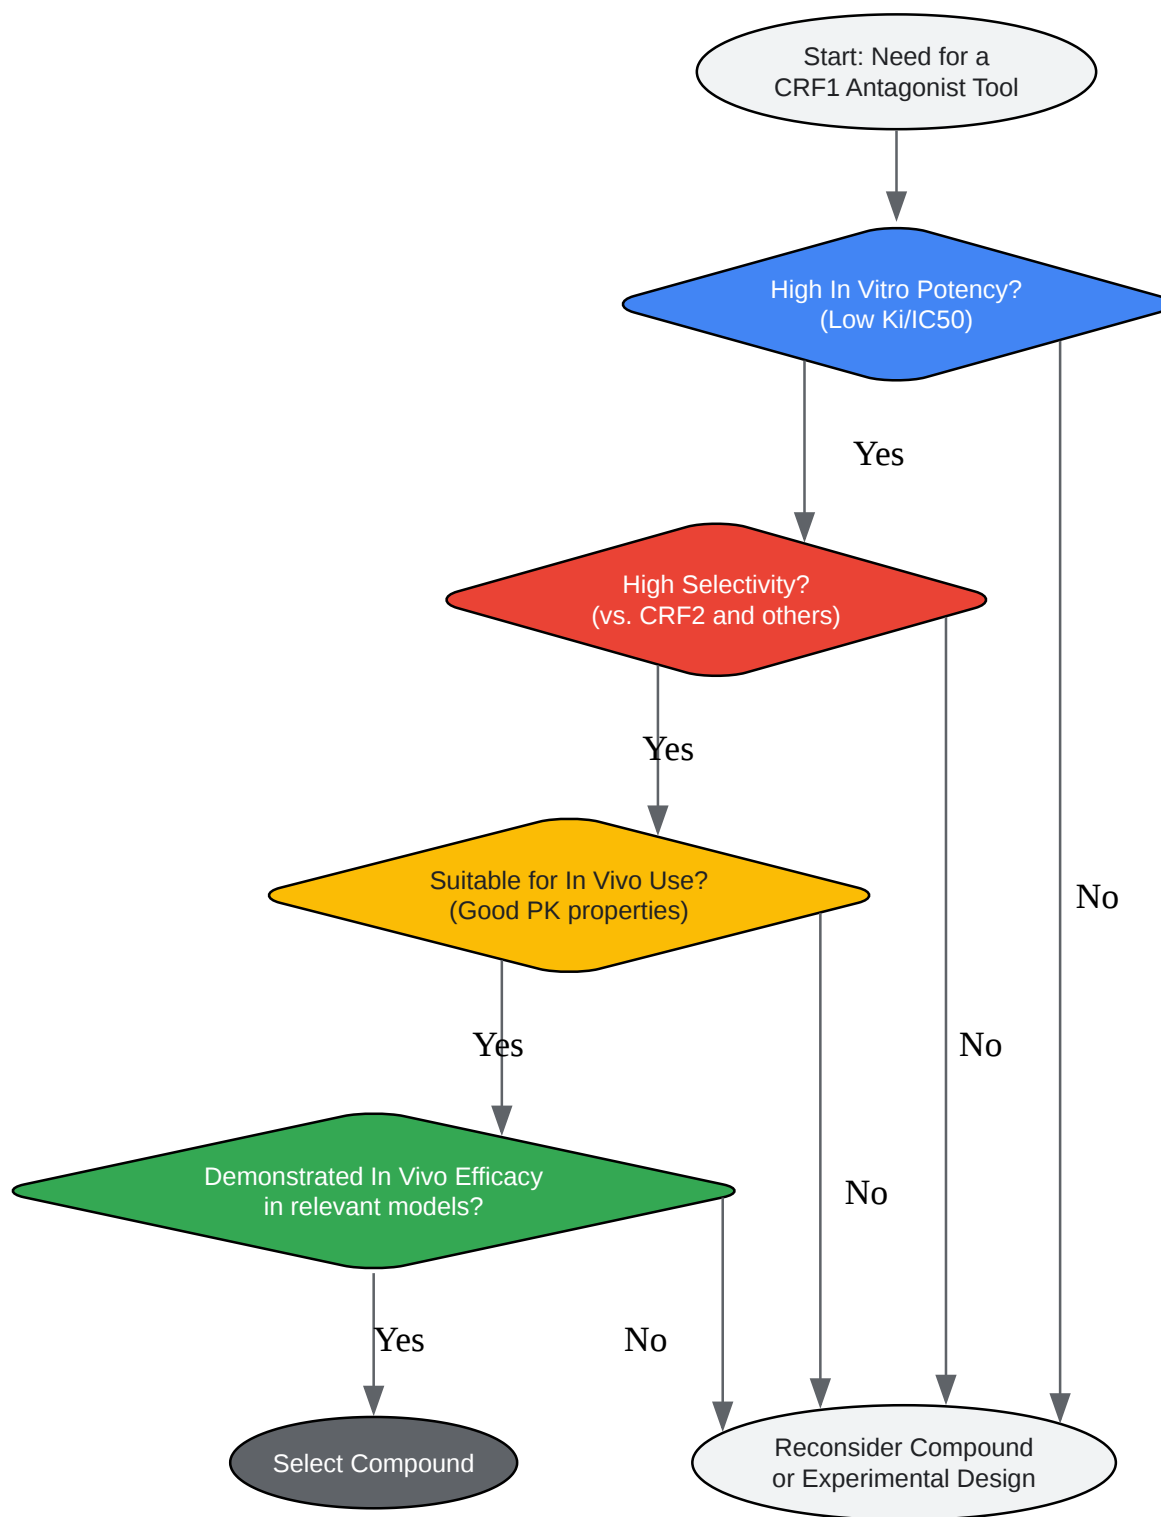 Start: Need for a
CRF1 Antagonist Tool
High In Vitro Potency?
(Low Ki/IC50)
Yes
High Selectivity?
(vs. CRF2 and others)
Yes
Suitable for In Vivo Use?
(Good PK properties)
No
Yes
No
Demonstrated In Vivo Efficacy
in relevant models?
No
Yes
No
Select Compound
Reconsider Compound
or Experimental Design